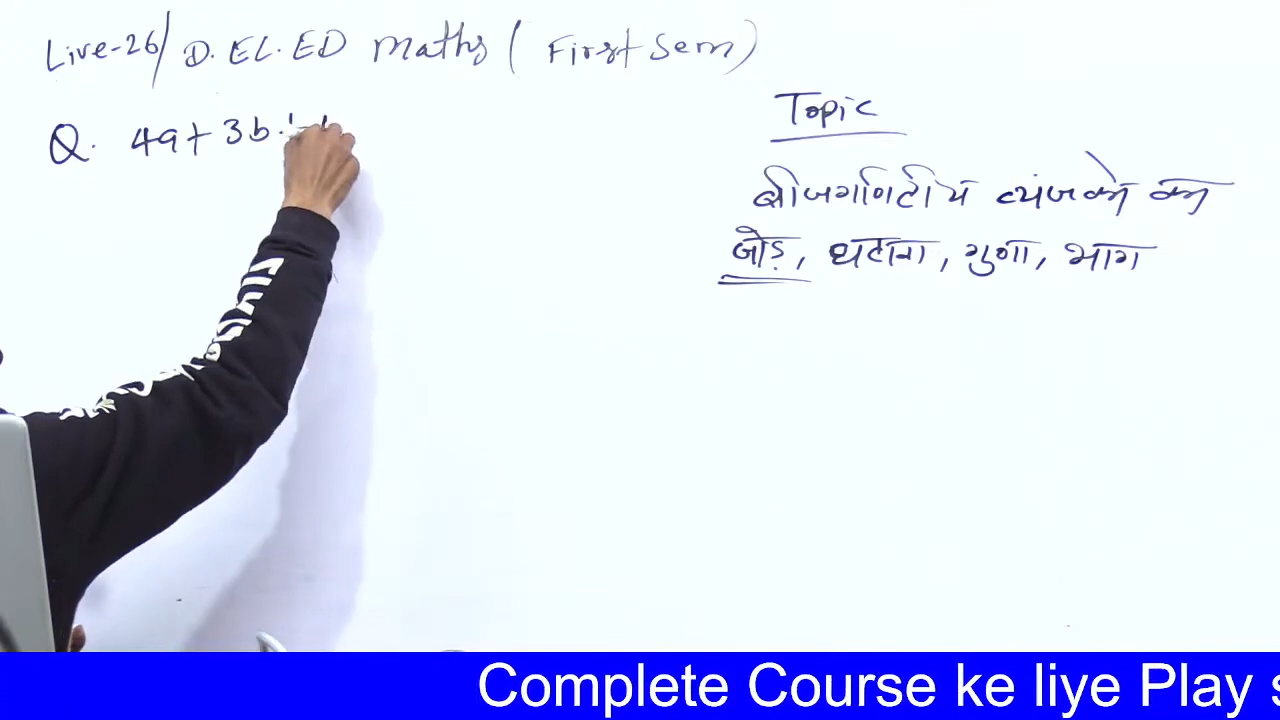 Live-26/ D.EL.ED Maths ( First Sem )
Q. 4a + 3b
Topic
बीजगणितीय व्यंजकों का
जोड़, घटाना, गुणा, भाग
Complete Course ke liye Play